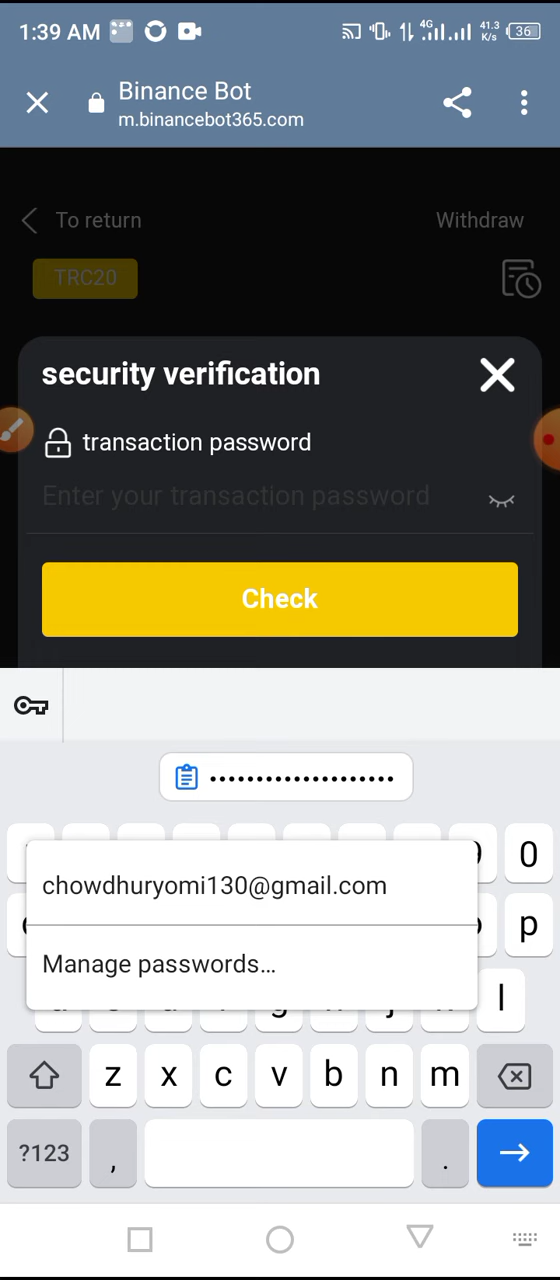 1:39 AM 4G 41.3 K/s 36
Binance Bot
m.binancebot365.com
To return Withdraw
TRC20
security verification
transaction password
Enter your transaction password
Check
0
chowdhuryomi130@gmail.com
p
Manage passwords...
l
z x c v b n m
?123 , .